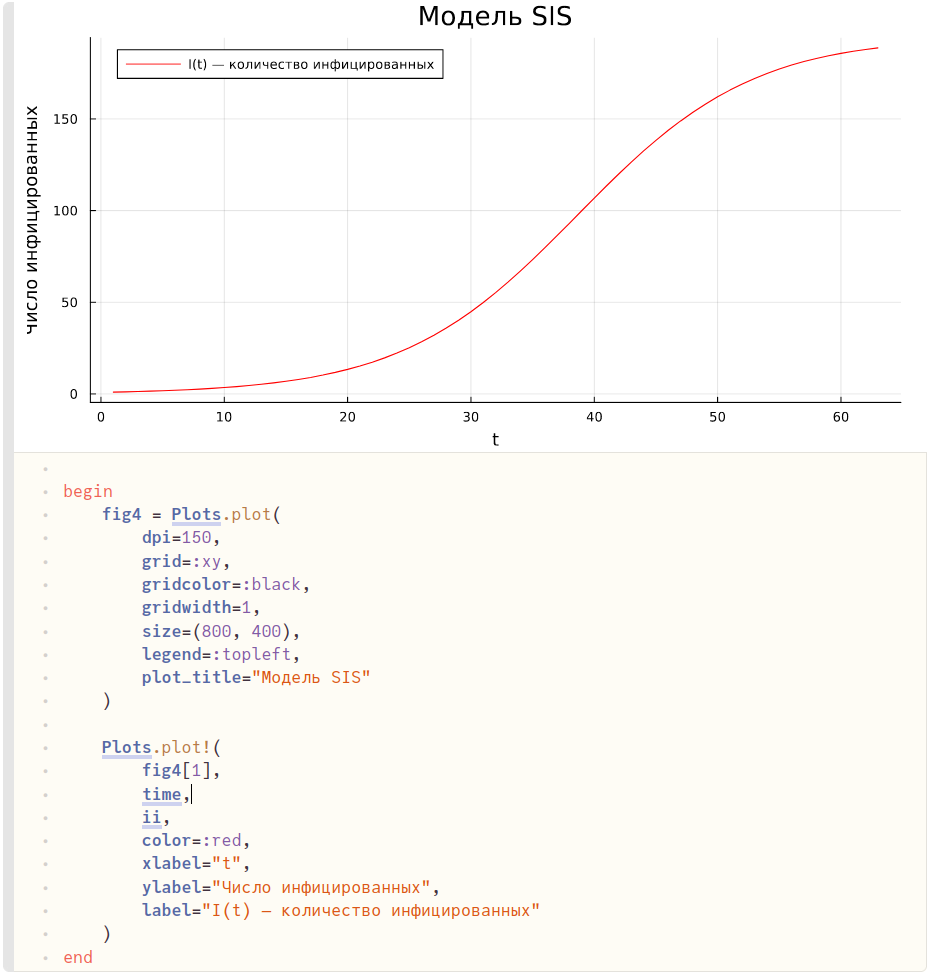 Модель SIS
I(t) — количество инфицированных
число инфицированных
150
100
50
0
0 10 20 30 40 50 60
t
begin
fig4 = Plots.plot(
dpi=150,
grid=:xy,
gridcolor=:black,
gridwidth=1,
size=(800, 400),
legend=:topleft,
plot_title="Модель SIS"
)
Plots.plot!(
fig4[1],
time,
ii,
color=:red,
xlabel="t",
ylabel="Число инфицированных",
label="I(t) — количество инфицированных"
)
end